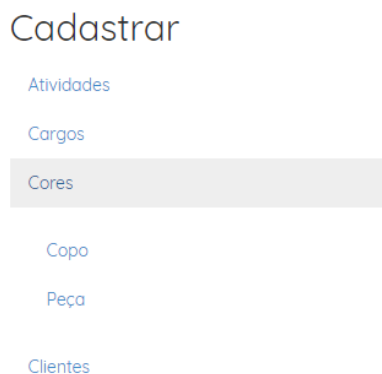 Cadastrar
Atividades
Cargos
Cores
Copo
Peça
Clientes